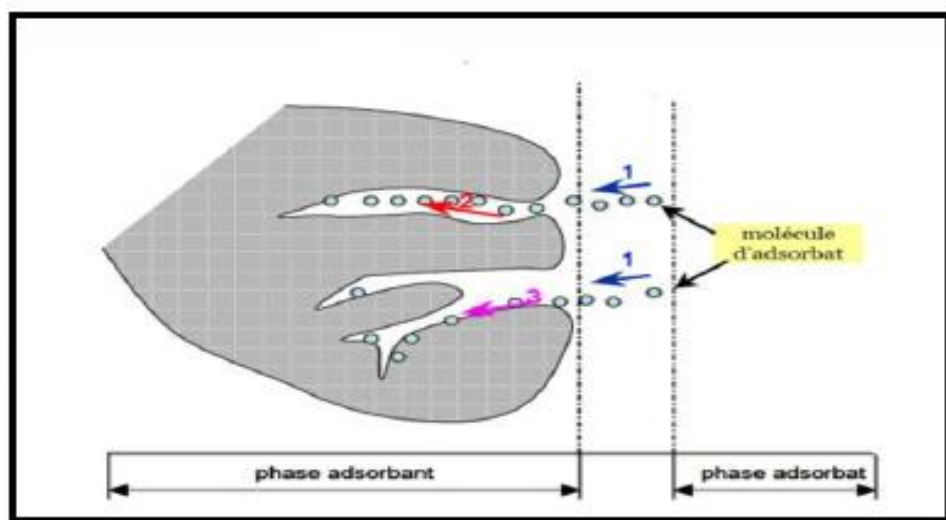 1
2
molécule
d'adsorbat
1
3
phase adsorbant
phase adsorbat